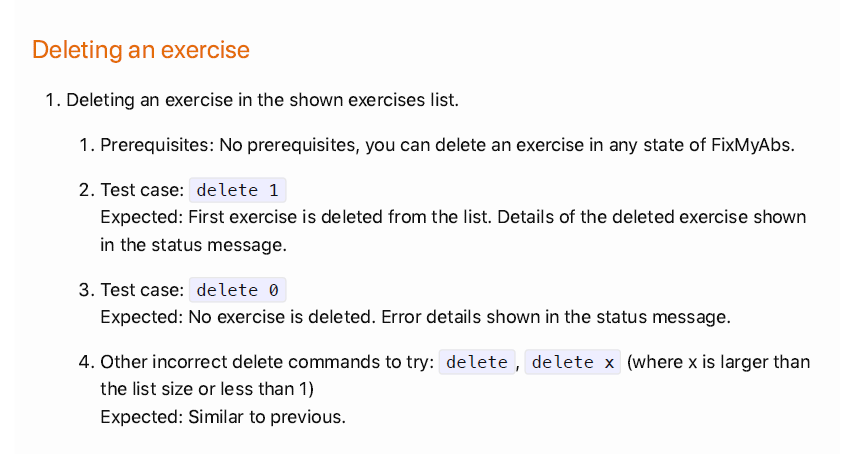 Deleting an exercise
1. Deleting an exercise in the shown exercises list.
1. Prerequisites: No prerequisites, you can delete an exercise in any state of FixMyAbs.
2. Test case: delete 1
Expected: First exercise is deleted from the list. Details of the deleted exercise shown
in the status message.
3. Test case: delete 0
Expected: No exercise is deleted. Error details shown in the status message.
4. Other incorrect delete commands to try: delete, delete x (where x is larger than
the list size or less than 1)
Expected: Similar to previous.